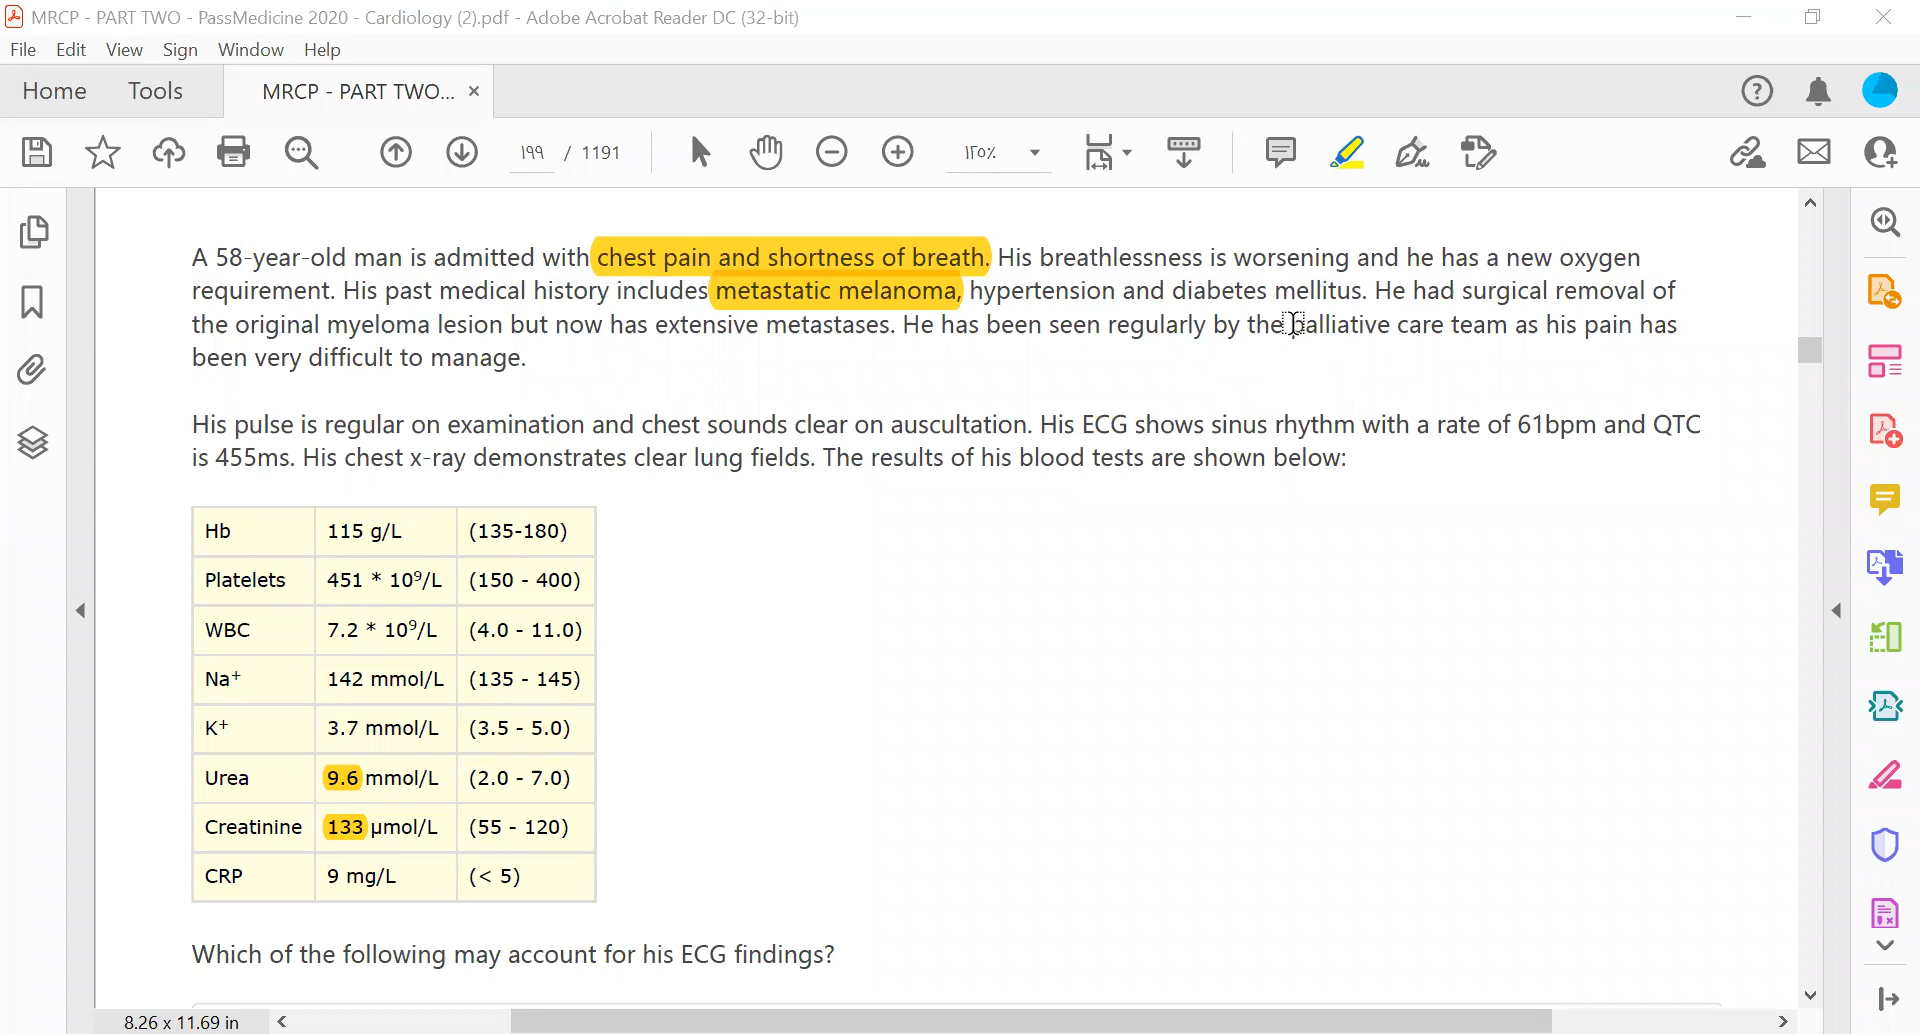 MRCP - PART TWO - PassMedicine 2020 - Cardiology (2).pdf - Adobe Acrobat Reader DC (32-bit)
File Edit View Sign Window Help
Home Tools MRCP - PART TWO... ×
١٩٩ / 1191 ١٢٥٪
A 58-year-old man is admitted with chest pain and shortness of breath. His breathlessness is worsening and he has a new oxygen
requirement. His past medical history includes metastatic melanoma, hypertension and diabetes mellitus. He had surgical removal of
the original myeloma lesion but now has extensive metastases. He has been seen regularly by the palliative care team as his pain has
been very difficult to manage.
His pulse is regular on examination and chest sounds clear on auscultation. His ECG shows sinus rhythm with a rate of 61bpm and QTC
is 455ms. His chest x-ray demonstrates clear lung fields. The results of his blood tests are shown below:
Hb 115 g/L (135-180)
Platelets 451 * 10⁹/L (150 - 400)
WBC 7.2 * 10⁹/L (4.0 - 11.0)
Na⁺ 142 mmol/L (135 - 145)
K⁺ 3.7 mmol/L (3.5 - 5.0)
Urea 9.6 mmol/L (2.0 - 7.0)
Creatinine 133 µmol/L (55 - 120)
CRP 9 mg/L (< 5)
Which of the following may account for his ECG findings?
8.26 x 11.69 in